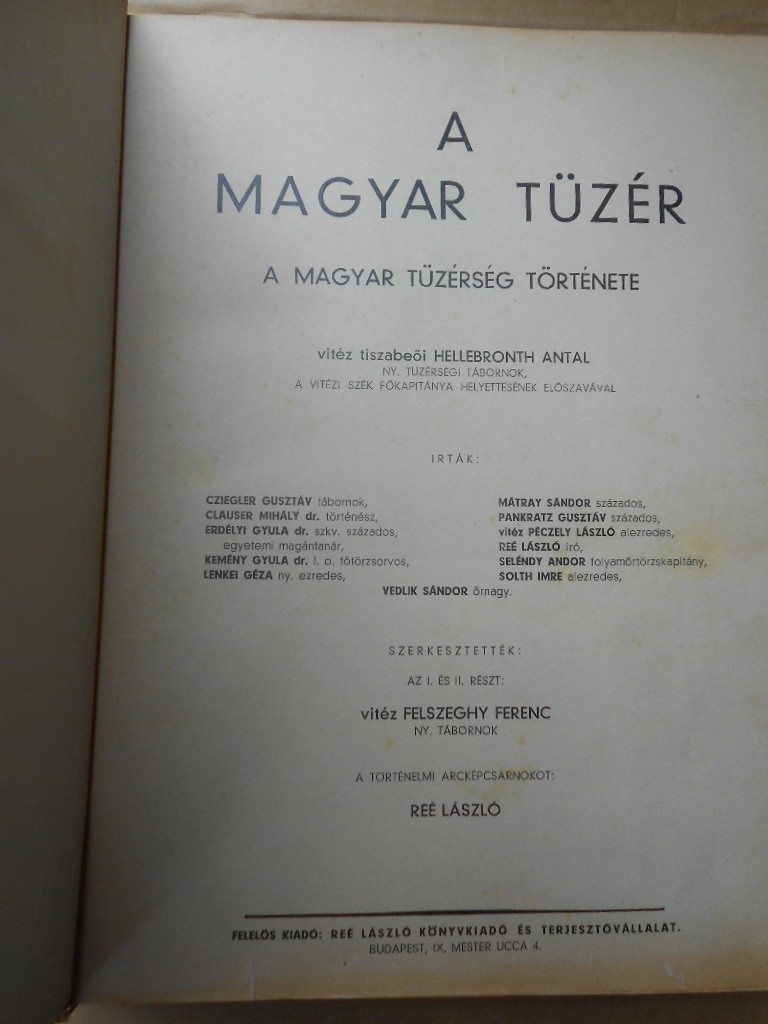 A
MAGYAR TÜZÉR
A MAGYAR TÜZÉRSÉG TÖRTÉNETE
vitéz tiszabeői HELLEBRONTH ANTAL
NY. TÜZÉRSÉGI TÁBORNOK,
A VITÉZI SZÉK FŐKAPITÁNYA HELYETTESÉNEK ELŐSZAVÁVAL
IRTÁK:
CZIEGLER GUSZTÁV tábornok,
CLAUSER MIHÁLY dr. történész,
ERDÉLYI GYULA dr. szkv. százados,
egyetemi magántanár,
KEMÉNY GYULA dr. I. o. főtörzsorvos,
LENKEI GÉZA ny. ezredes,
MÁTRAY SÁNDOR százados,
PANKRATZ GUSZTÁV százados,
vitéz PÉCZELY LÁSZLÓ alezredes,
REÉ LÁSZLÓ író,
SELÉNDY ANDOR folyamőrtörzskapitány,
SOLTH IMRE alezredes,
VEDLIK SÁNDOR őrnagy.
SZERKESZTETTÉK:
AZ I. ÉS II. RÉSZT:
vitéz FELSZEGHY FERENC
NY. TÁBORNOK
A TÖRTÉNELMI ARCKÉPCSARNOKOT:
REÉ LÁSZLÓ
FELELŐS KIADÓ: REÉ LÁSZLÓ KÖNYVKIADÓ ÉS TERJESZTŐVÁLLALAT.
BUDAPEST, IX, MESTER UCCA 4.